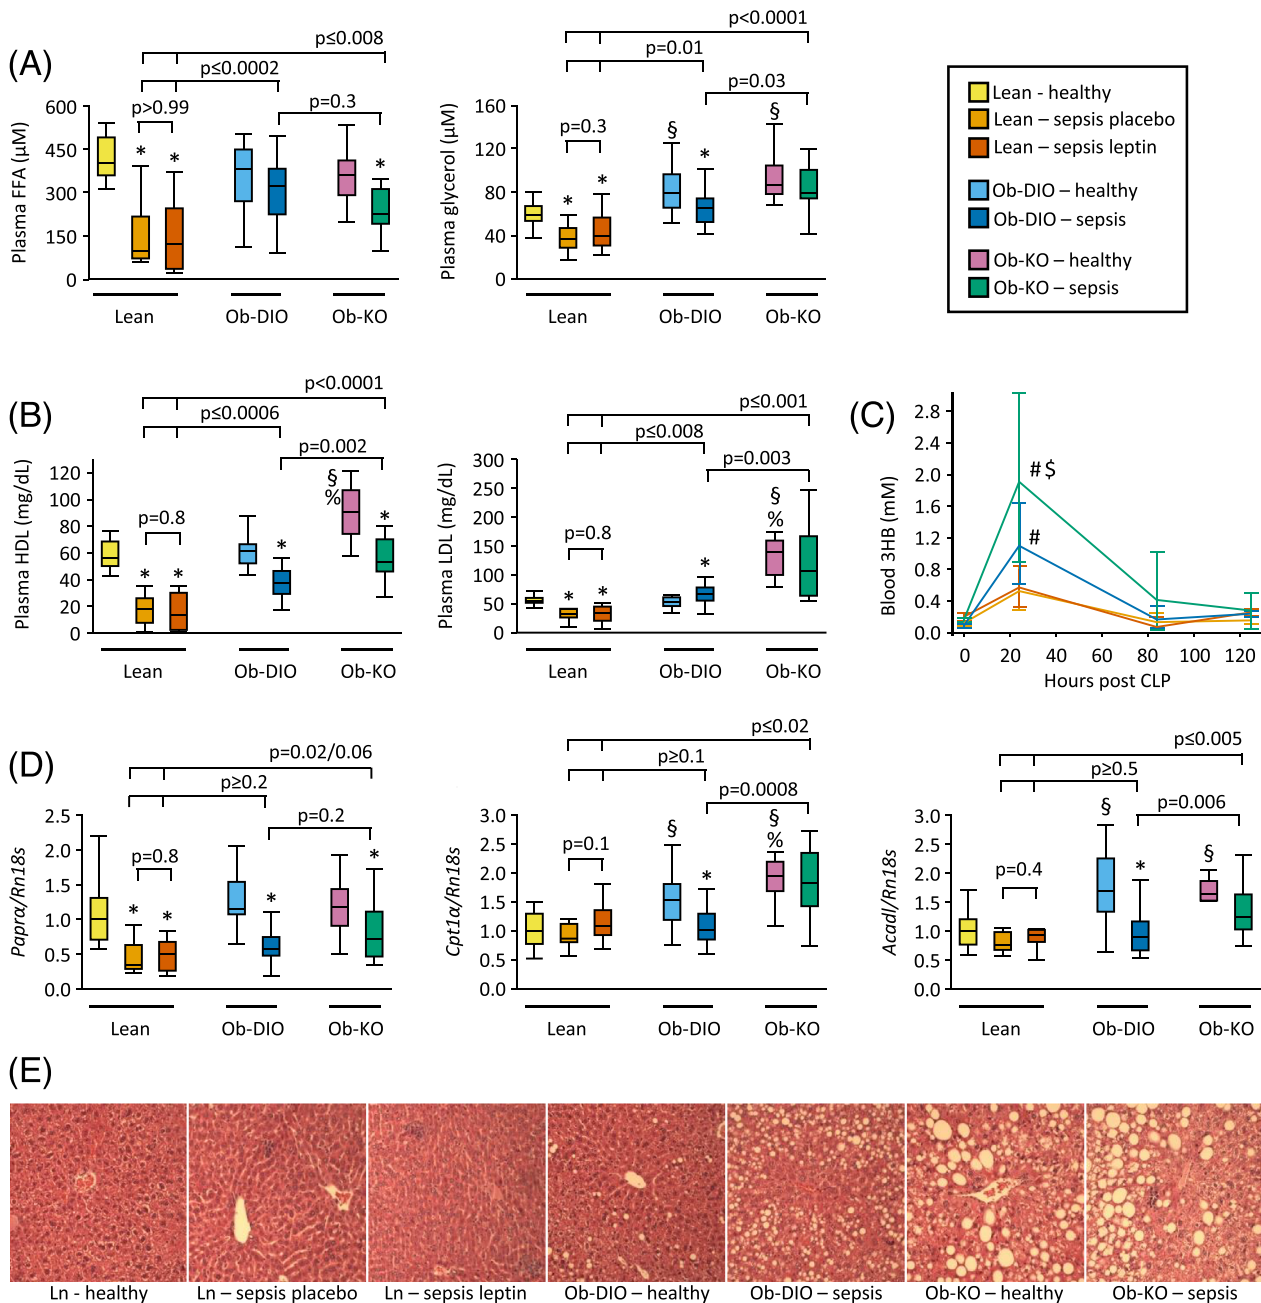 (A)
p≤0.008
p≤0.0002
p>0.99
p=0.3
Plasma FFA (µM)
600
450
300
150
0
* * *
Lean Ob-DIO Ob-KO
p<0.0001
p=0.01
p=0.03
p=0.3
Plasma glycerol (µM)
160
120
80
40
0
* * § * §
Lean Ob-DIO Ob-KO
Lean - healthy
Lean – sepsis placebo
Lean – sepsis leptin
Ob-DIO – healthy
Ob-DIO – sepsis
Ob-KO – healthy
Ob-KO – sepsis
(B)
p<0.0001
p≤0.0006
p=0.002
p=0.8
Plasma HDL (mg/dL)
120
100
80
60
40
20
0
* * * § % *
Lean Ob-DIO Ob-KO
p≤0.001
p≤0.008
p=0.003
p=0.8
Plasma LDL (mg/dL)
300
250
200
150
100
50
0
* * * § %
Lean Ob-DIO Ob-KO
(C)
Blood 3HB (mM)
2.8
2.4
2.0
1.6
1.2
0.8
0.4
0.0
# $
#
0 20 40 60 80 100 120
Hours post CLP
(D)
p=0.02/0.06
p≥0.2
p=0.2
p=0.8
Paprα/Rn18s
2.5
2.0
1.5
1.0
0.5
0.0
* * * *
Lean Ob-DIO Ob-KO
p≤0.02
p≥0.1
p=0.0008
p=0.1
Cpt1α/Rn18s
3.0
2.5
2.0
1.5
1.0
0.5
0.0
§ * § %
Lean Ob-DIO Ob-KO
p≤0.005
p≥0.5
p=0.006
p=0.4
Acadl/Rn18s
3.0
2.5
2.0
1.5
1.0
0.5
0.0
§ * §
Lean Ob-DIO Ob-KO
(E)
Ln - healthy
Ln – sepsis placebo
Ln – sepsis leptin
Ob-DIO – healthy
Ob-DIO – sepsis
Ob-KO – healthy
Ob-KO – sepsis